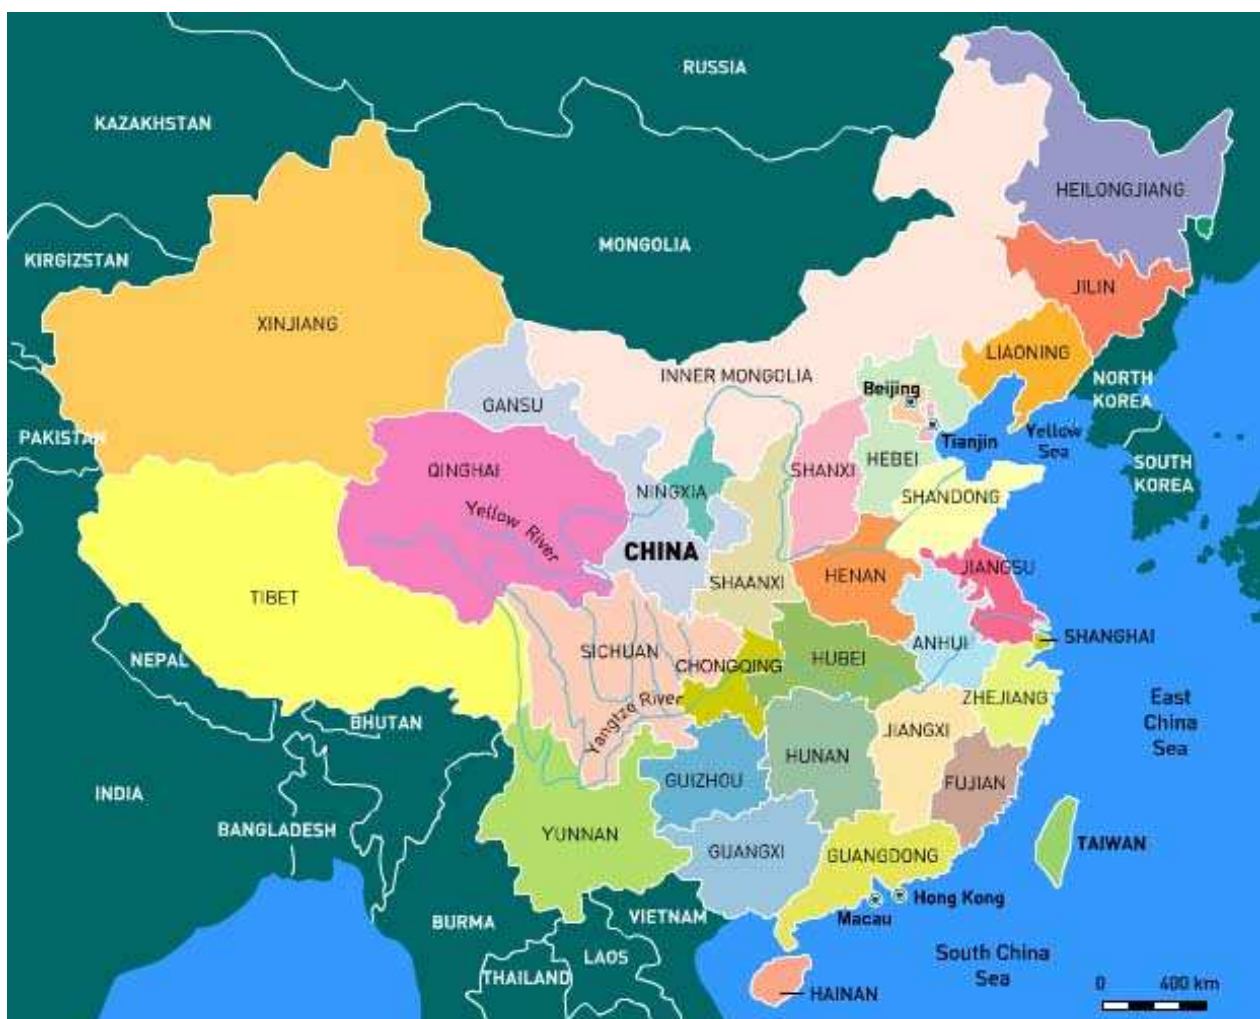 RUSSIA
KAZAKHSTAN
HEILONGJIANG
MONGOLIA
KIRGIZSTAN
JILIN
XINJIANG
LIAONING
INNER MONGOLIA
NORTH
KOREA
Beijing
GANSU
Yellow
Sea
PAKISTAN
Tianjin
QINGHAI
SHANXI
HEBEI
SOUTH
KOREA
NINGXIA
SHANDONG
Yellow River
CHINA
JIANGSU
HENAN
SHAANXI
TIBET
SHANGHAI
ANHUI
SICHUAN
NEPAL
CHONGQING
HUBEI
ZHEJIANG
East
China
Sea
Yangtze River
BHUTAN
JIANGXI
HUNAN
GUIZHOU
FUJIAN
INDIA
BANGLADESH
YUNNAN
TAIWAN
GUANGXI
GUANGDONG
Hong Kong
Macau
BURMA
VIETNAM
LAOS
South China
Sea
THAILAND
HAINAN
0 400 km